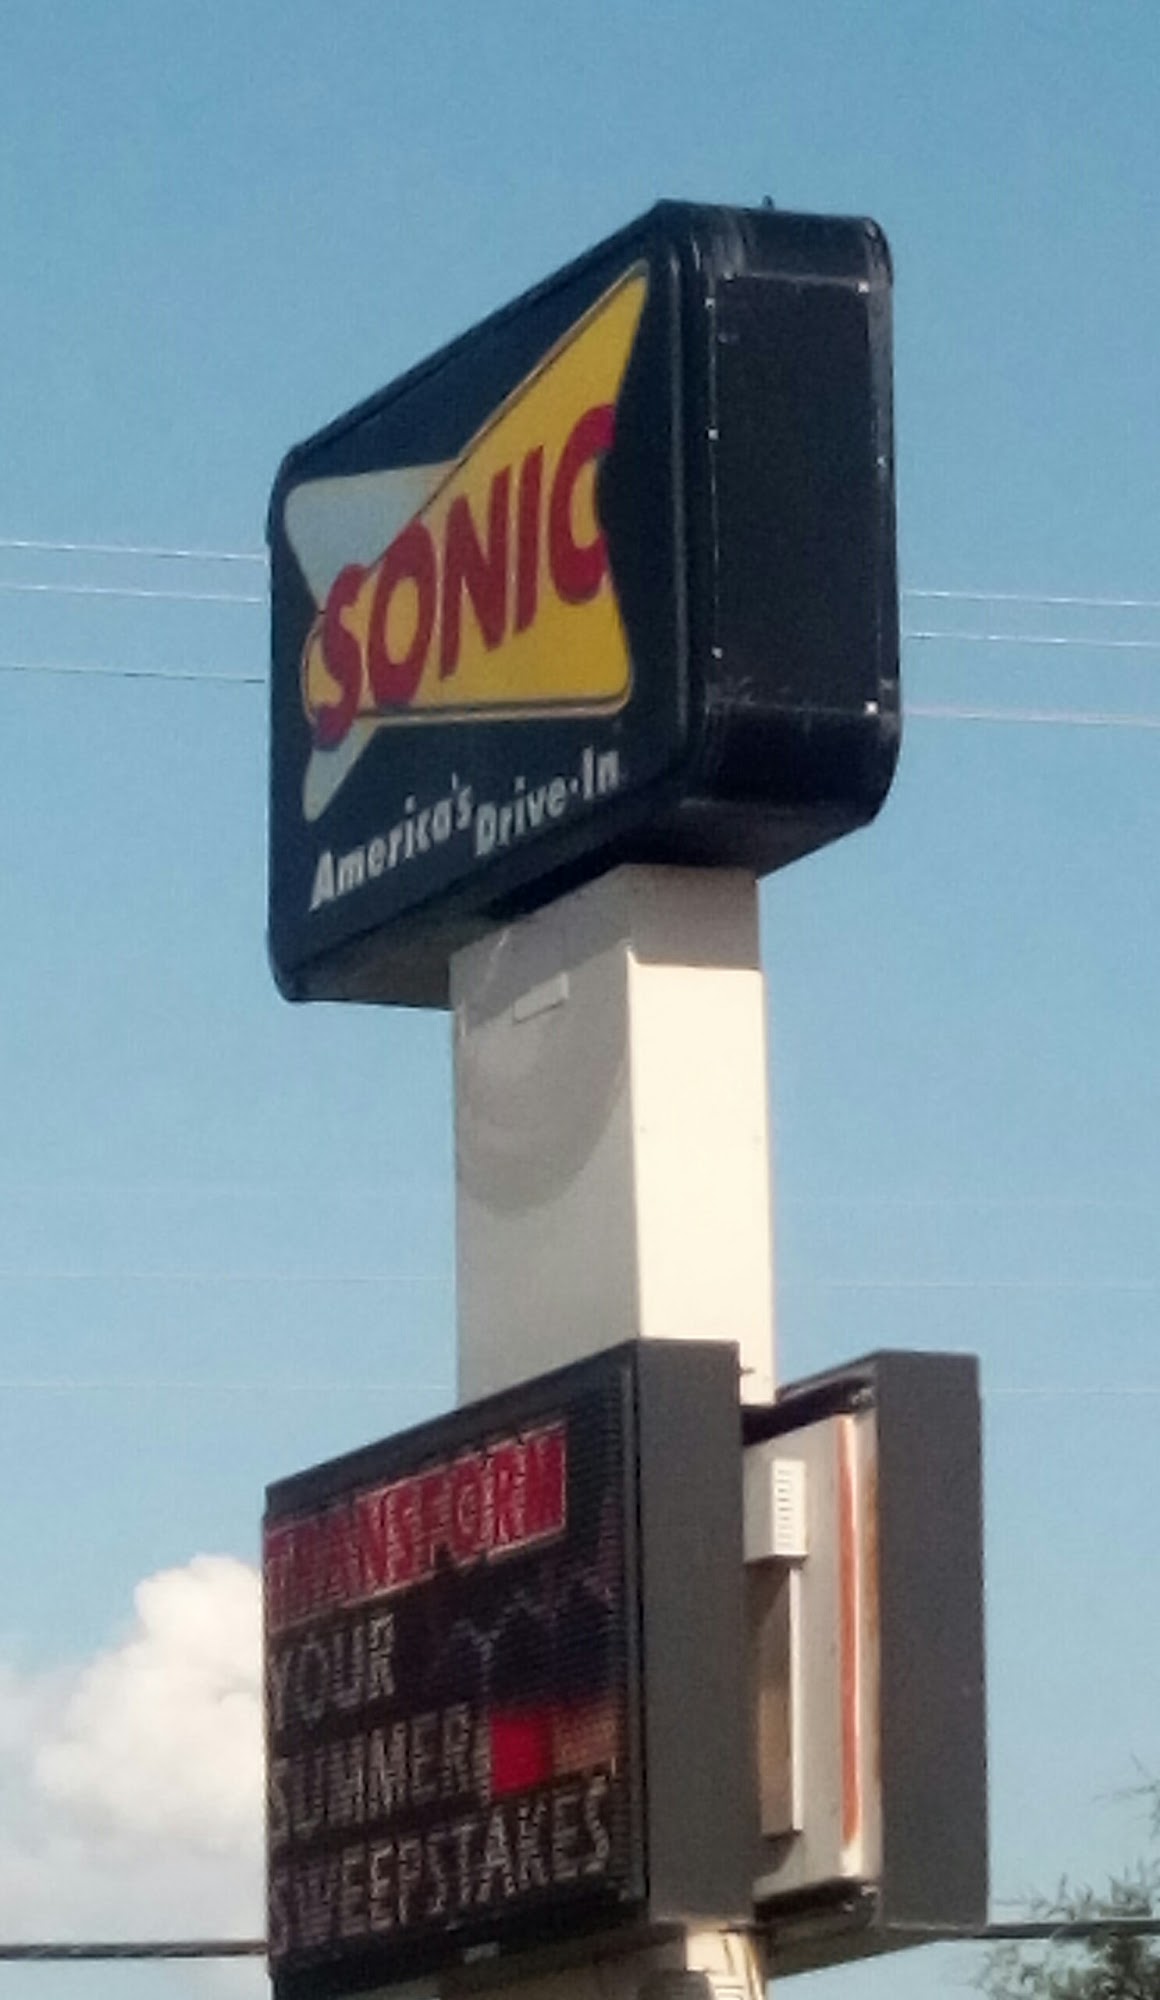 SONIC
America's Drive-In
TRANSFORM
YOUR
SUMMER
SWEEPSTAKES